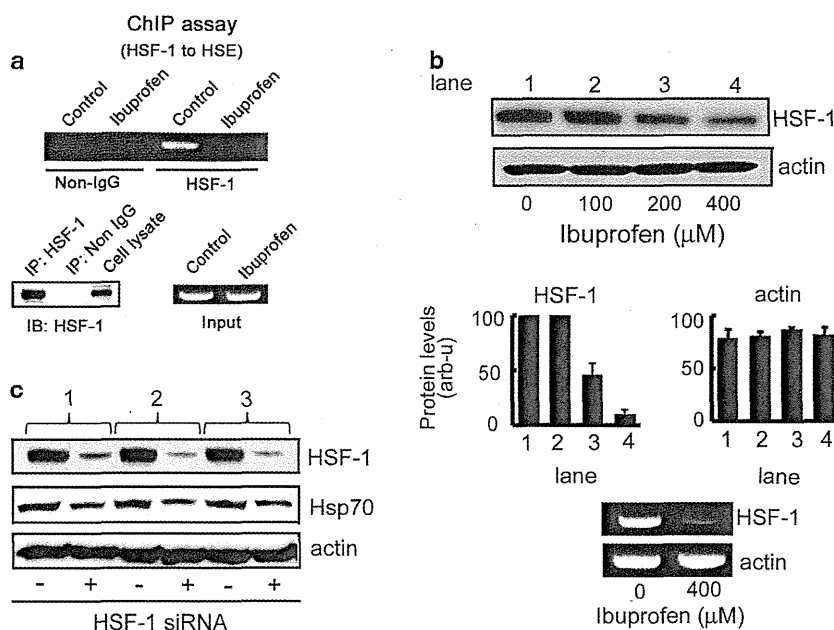 ChIP assay
(HSF-1 to HSE)
a
Control
Ibuprofen
Control
Ibuprofen
Non-IgG
HSF-1
IP: HSF-1
IP: Non IgG
Cell lysate
IB: HSF-1
Control
Ibuprofen
Input
b
lane 1 2 3 4
HSF-1
actin
0 100 200 400
Ibuprofen (µM)
HSF-1
Protein levels
(arb-u)
100
50
0
1 2 3 4
lane
actin
100
50
0
1 2 3 4
lane
HSF-1
actin
0 400
Ibuprofen (µM)
c
1 2 3
HSF-1
Hsp70
actin
- + - + - +
HSF-1 siRNA